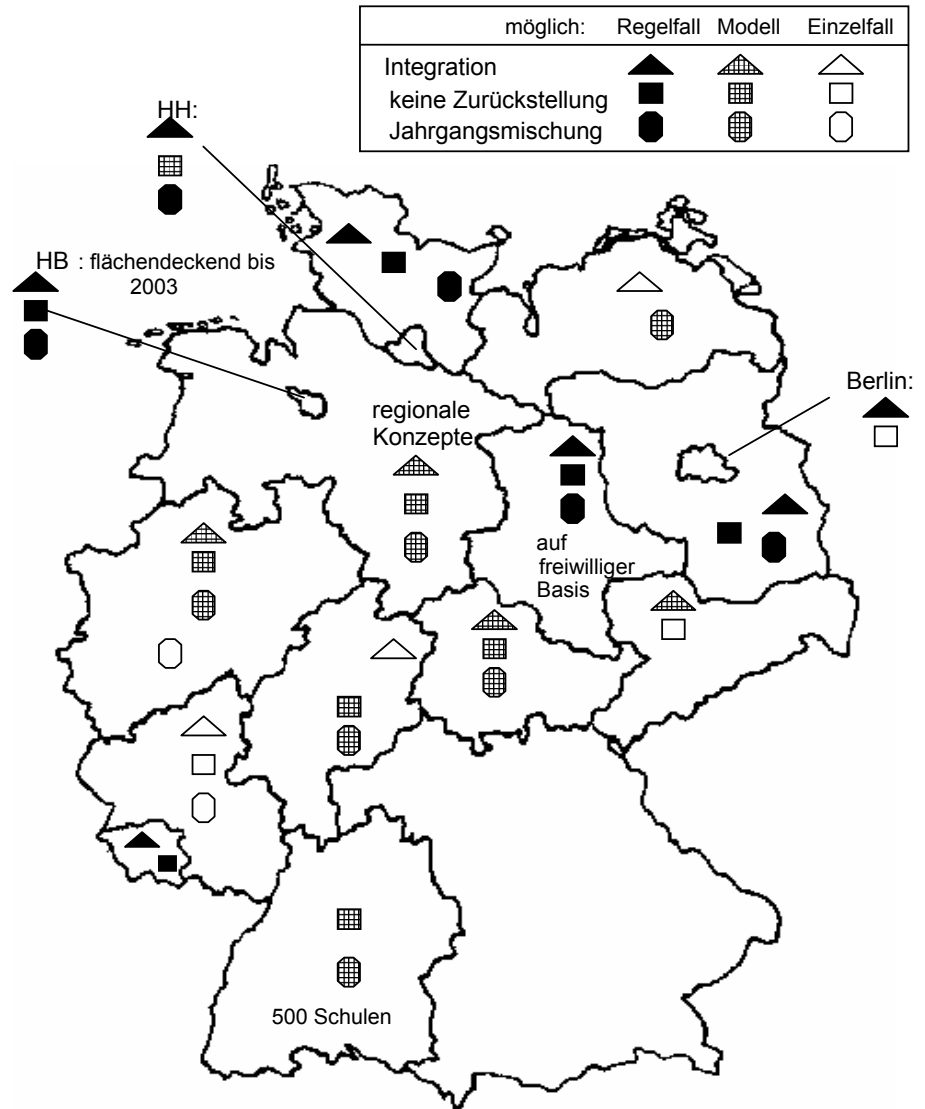 möglich: Regelfall Modell Einzelfall
Integration
keine Zurückstellung
Jahrgangsmischung
HH:
HB : flächendeckend bis
2003
Berlin:
regionale
Konzepte
auf
freiwilliger
Basis
500 Schulen